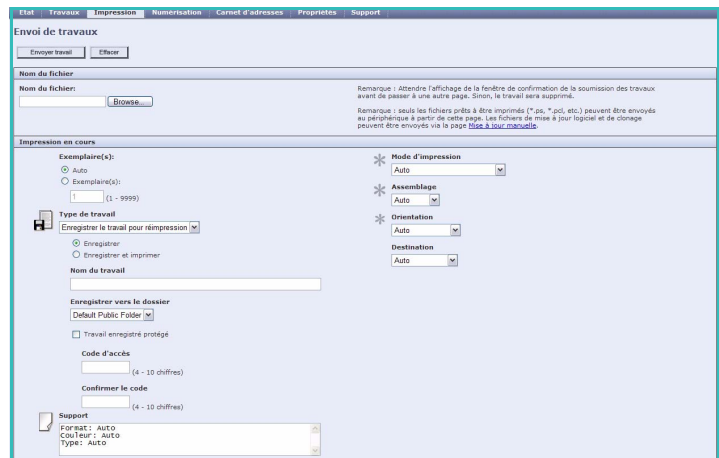 Etat Travaux Impression Numérisation Carnet d'adresses Propriétés Support
Envoi de travaux
Envoyer travail Effacer
Nom du fichier
Nom du fichier:
Browse...
Remarque : Attendre l'affichage de la fenêtre de confirmation de la soumission des travaux
avant de passer à une autre page. Sinon, le travail sera supprimé.
Remarque : seuls les fichiers prêts à être imprimés (*.ps, *.pcl, etc.) peuvent être envoyés
au périphérique à partir de cette page. Les fichiers de mise à jour logiciel et de clonage
peuvent être envoyés via la page Mise à jour manuelle.
Impression en cours
Exemplaire(s):
Auto
Exemplaire(s):
1 (1 - 9999)
Type de travail
Enregistrer le travail pour réimpression
Enregistrer
Enregistrer et imprimer
Nom du travail
Enregistrer vers le dossier
Default Public Folder
Travail enregistré protégé
Code d'accès
(4 - 10 chiffres)
Confirmer le code
(4 - 10 chiffres)
Support
Format: Auto
Couleur: Auto
Type: Auto
Mode d'impression
Auto
Assemblage
Auto
Orientation
Auto
Destination
Auto